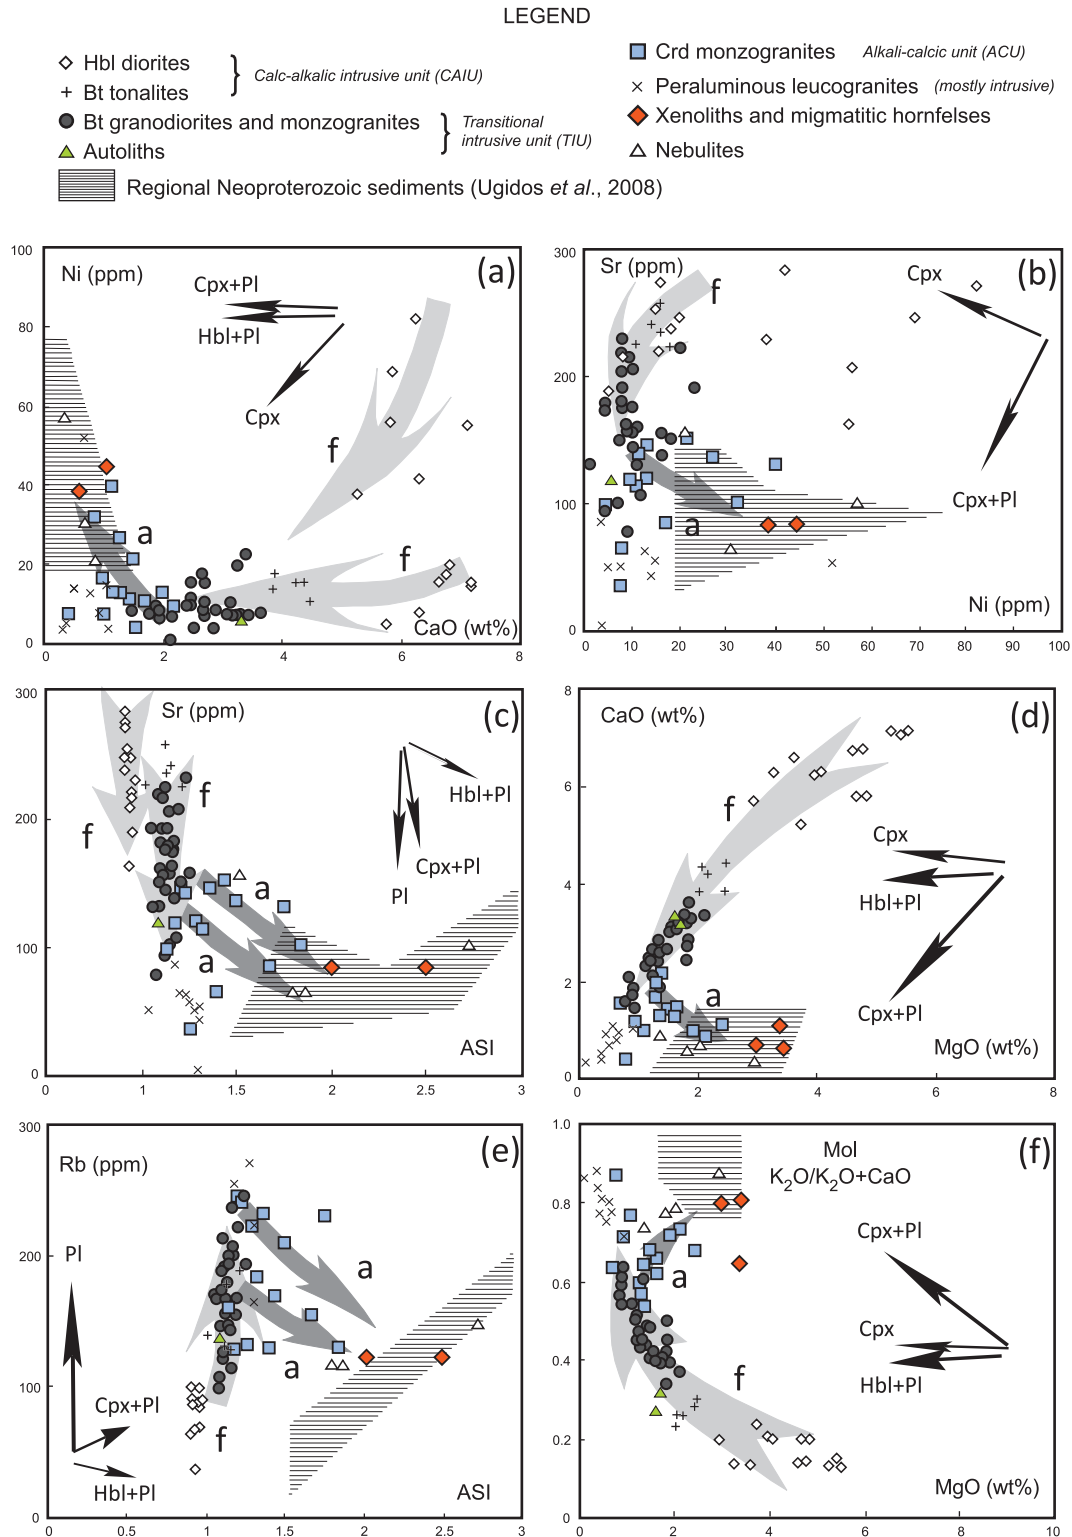 LEGEND
Hbl diorites
Bt tonalites
Calc-alkalic intrusive unit (CAIU)
Bt granodiorites and monzogranites
Autoliths
Transitional
intrusive unit (TIU)
Regional Neoproterozoic sediments (Ugidos et al., 2008)
Crd monzogranites Alkali-calcic unit (ACU)
Peraluminous leucogranites (mostly intrusive)
Xenoliths and migmatitic hornfelses
Nebulites
(a)
Ni (ppm)
100
80
60
40
20
0
Cpx+Pl
Hbl+Pl
Cpx
f
a
f
CaO (wt%)
0 2 4 6 8
(b)
Sr (ppm)
300
200
100
0
f
Cpx
Cpx+Pl
a
Ni (ppm)
0 10 20 30 40 50 60 70 80 90 100
(c)
Sr (ppm)
300
200
100
0
f
f
Hbl+Pl
Cpx+Pl
Pl
a
a
ASI
0 1 1.5 2 2.5 3
(d)
CaO (wt%)
8
6
4
2
0
f
Cpx
Hbl+Pl
Cpx+Pl
a
MgO (wt%)
2 4 6 8
(e)
Rb (ppm)
300
200
100
0
Pl
Cpx+Pl
Hbl+Pl
a
a
f
ASI
0 0.5 1 1.5 2 2.5 3
(f)
Mol
K2O/K2O+CaO
1.0
0.8
0.6
0.4
0.2
0
Cpx+Pl
Cpx
Hbl+Pl
a
f
MgO (wt%)
0 2 4 6 8 10